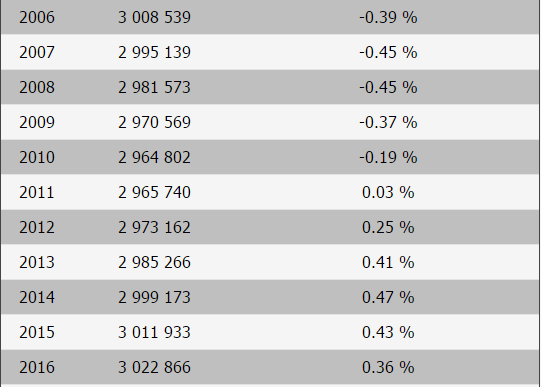 2006 3 008 539 -0.39 %
2007 2 995 139 -0.45 %
2008 2 981 573 -0.45 %
2009 2 970 569 -0.37 %
2010 2 964 802 -0.19 %
2011 2 965 740 0.03 %
2012 2 973 162 0.25 %
2013 2 985 266 0.41 %
2014 2 999 173 0.47 %
2015 3 011 933 0.43 %
2016 3 022 866 0.36 %